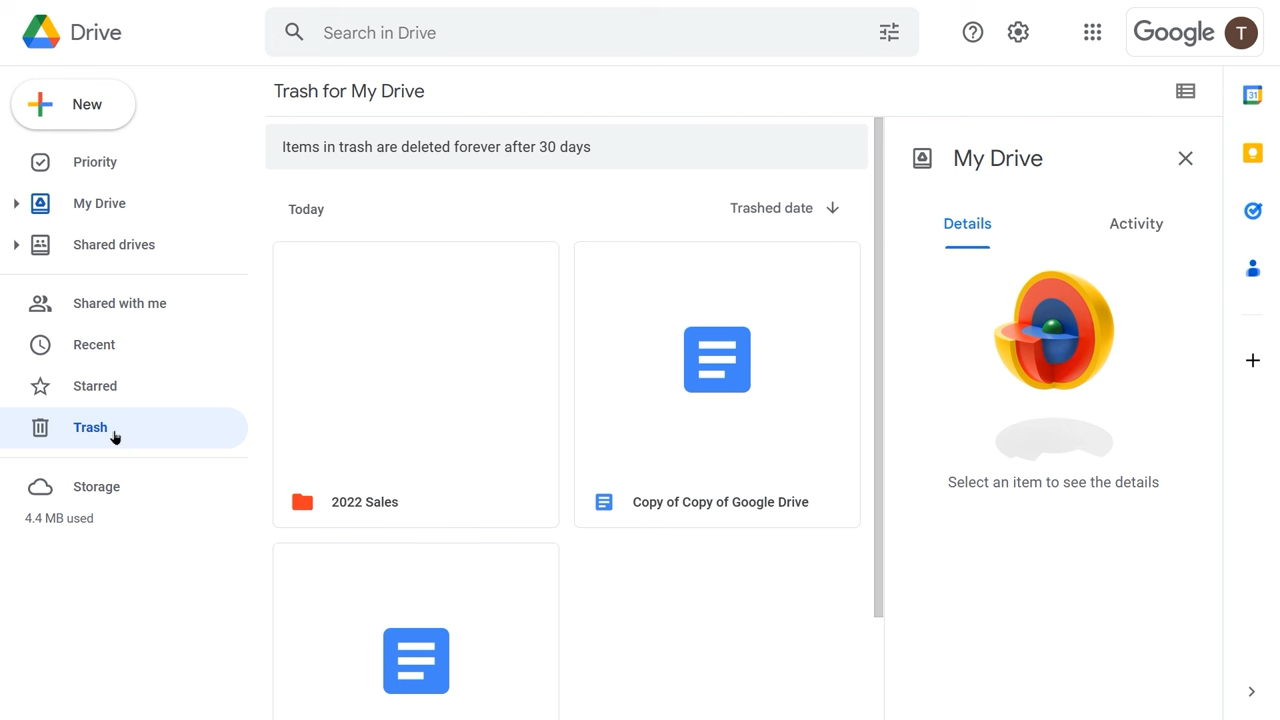 Drive
Search in Drive
Google
T
New
Priority
My Drive
Shared drives
Shared with me
Recent
Starred
Trash
Storage
4.4 MB used
Trash for My Drive
Items in trash are deleted forever after 30 days
Today
Trashed date
2022 Sales
Copy of Copy of Google Drive
My Drive
Details
Activity
Select an item to see the details
31